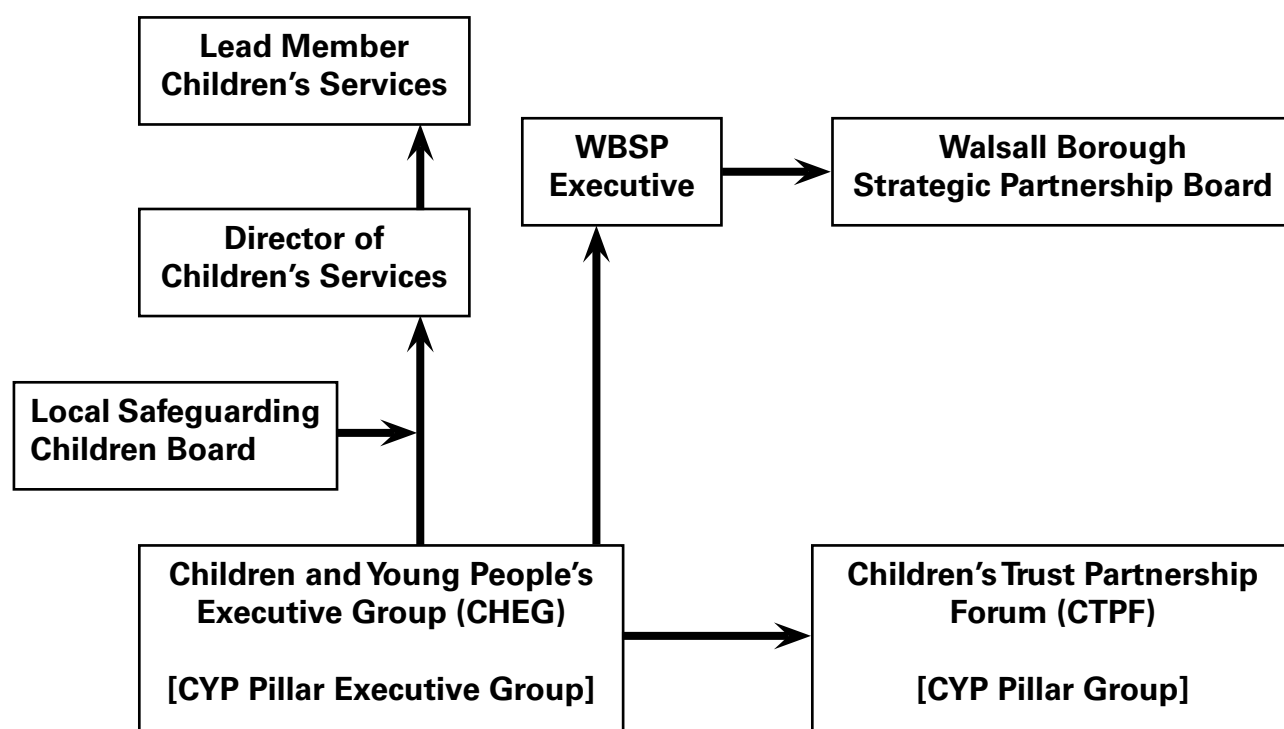 Lead Member
Children’s Services
WBSP
Executive
Walsall Borough
Strategic Partnership Board
Director of
Children’s Services
Local Safeguarding
Children Board
Children and Young People’s
Executive Group (CHEG)
[CYP Pillar Executive Group]
Children’s Trust Partnership
Forum (CTPF)
[CYP Pillar Group]